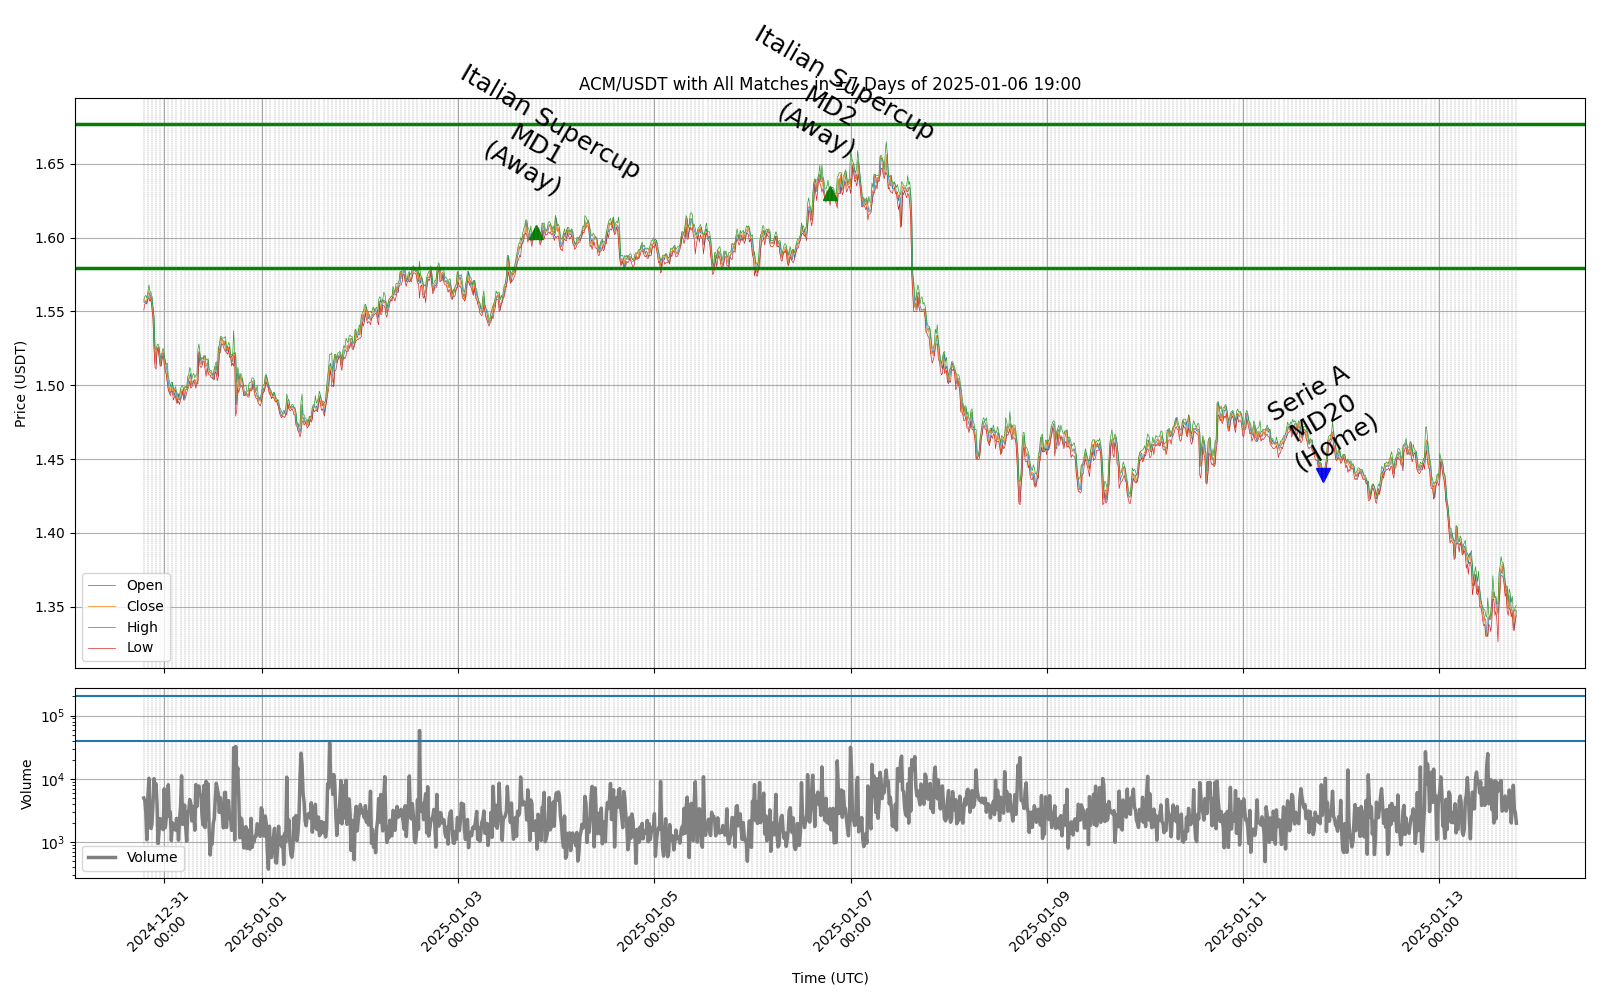 Italian Supercup
MD1
(Away)
Italian Supercup
MD2
(Away)
ACM/USDT with All Matches in ±7 Days of 2025-01-06 19:00
Price (USDT)
1.65
1.60
1.55
1.50
1.45
1.40
1.35
Serie A
MD20
(Home)
Open
Close
High
Low
Volume
10^5
10^4
10^3
Volume
2024-12-31
00:00
2025-01-01
00:00
2025-01-03
00:00
2025-01-05
00:00
2025-01-07
00:00
2025-01-09
00:00
2025-01-11
00:00
2025-01-13
00:00
Time (UTC)